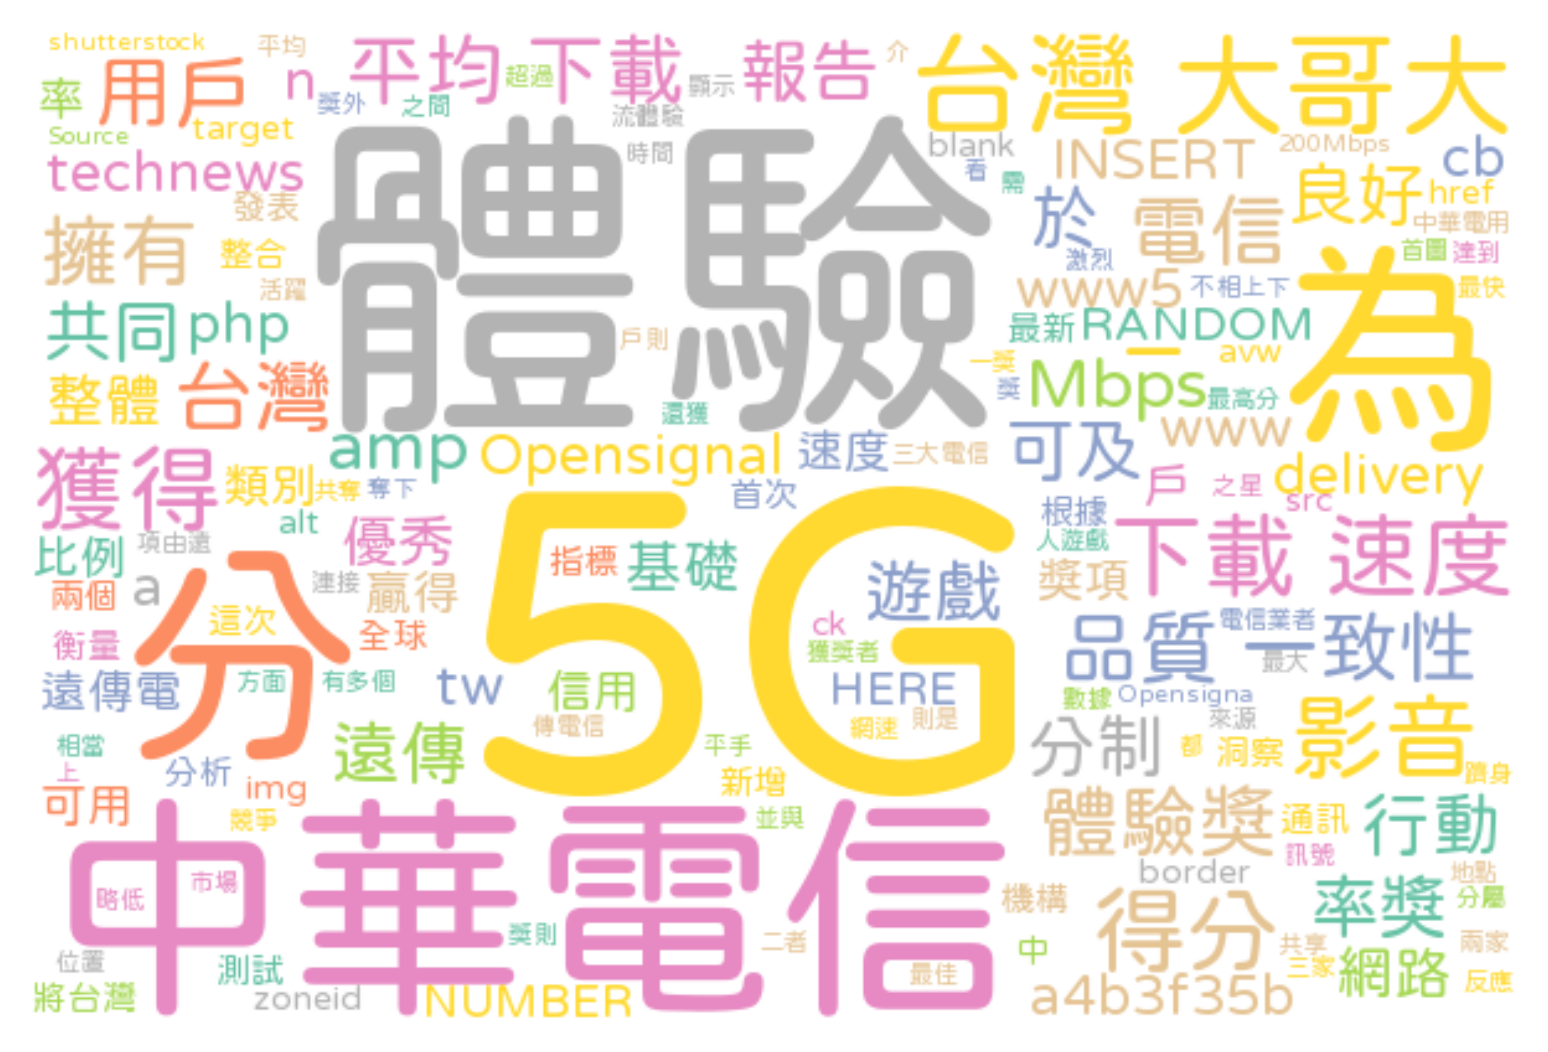 shutterstock
平均
率
用戶
n
平均
超過
下載
顯示
報告
介
台灣 大哥大
獎外
之間
流體驗
Source
target
technews
體驗
時間
blank
看
需
INSERT
200Mbps
cb
良好
href
發表
擁有
整合
活躍
於
激烈
電信
中華電用
首圖
達到
www5
不相上下
為
最快
共同
php
戶則
最新
RANDOM
一
avw
整體
台灣
還獲
一獎
獎
Mbps
最高分
amp
Opensignal
速度
三大電信
可及
www
delivery
獲得
類別
共奪
奪下
首次
戶
之星
src
alt
優秀
根據
人遊戲
下載 速度
比例
項由遠
指標
基礎
5G
遊戲
獎項
兩個
a
分
連接
贏得
這次
全球
ck
獲獎者
衡量
品質 一致性
電信業者
最大
遠傳電
方面
有多個
tw
信用
HERE
數據
Opensigna
傳電信
網速
則是
來源
相當
上
遠傳
平手
分制
都
洞察
影音
躋身
分析
img
新增
可用
競爭
並與
體驗獎
通訊
行動
訊號
中華電信
略低
市場
border
地點
機構
得分
率獎
分屬
獎則
二者
中
共享
兩家
位置
測試
最佳
三家
網路
反應
將台灣
zoneid
NUMBER
a4b3f35b